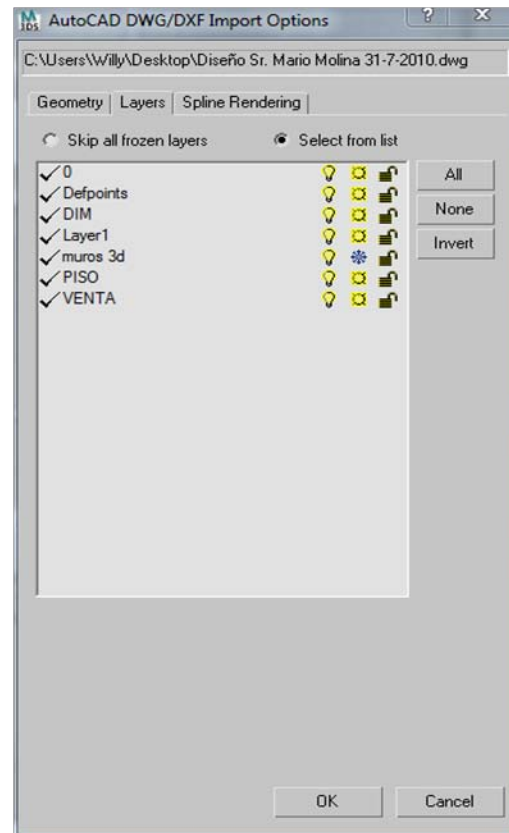 AutoCAD DWG/DXF Import Options
C:\Users\Willy\Desktop\Diseño Sr. Mario Molina 31-7-2010.dwg
Geometry Layers Spline Rendering
Skip all frozen layers Select from list
0
Defpoints
DIM
Layer1
muros 3d
PISO
VENTA
All
None
Invert
OK Cancel